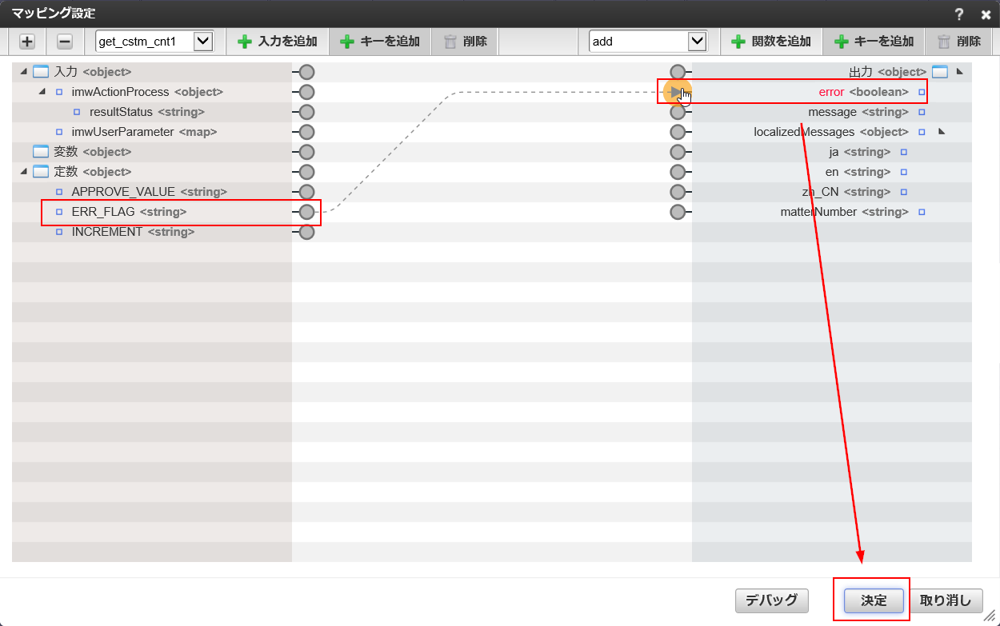 マッピング設定
?
get_cstm_cnt1 入力を追加 キーを追加 削除 add 関数を追加 キーを追加 削除
入力 <object>
出力 <object>
imwActionProcess <object>
error <boolean>
resultStatus <string>
message <string>
imwUserParameter <map>
localizedMessages <object>
変数 <object>
ja <string>
定数 <object>
en <string>
APPROVE_VALUE <string>
zh_CN <string>
ERR_FLAG <string>
matterNumber <string>
INCREMENT <string>
デバッグ 決定 取り消し